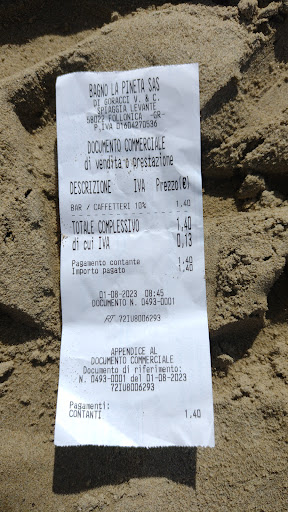 BAGNO LA PINETA SAS
DI GORACCI V. & C.
SPIAGGIA LEVANTE
58022 FOLLONICA -GR-
P.IVA 01604270536
DOCUMENTO COMMERCIALE
di vendita o prestazione
DESCRIZIONE IVA Prezzo(€)
BAR / CAFFETTERI 10% 1,40
TOTALE COMPLESSIVO 1,40
di cui IVA 0,13
Pagamento contante 1,40
Importo pagato 1,40
01-08-2023 08:45
DOCUMENTO N. 0493-0001
RT 72IU8006293
APPENDICE AL
DOCUMENTO COMMERCIALE
Documento di riferimento:
N. 0493-0001 del 01-08-2023
72IU8006293
Pagamenti:
CONTANTI 1,40